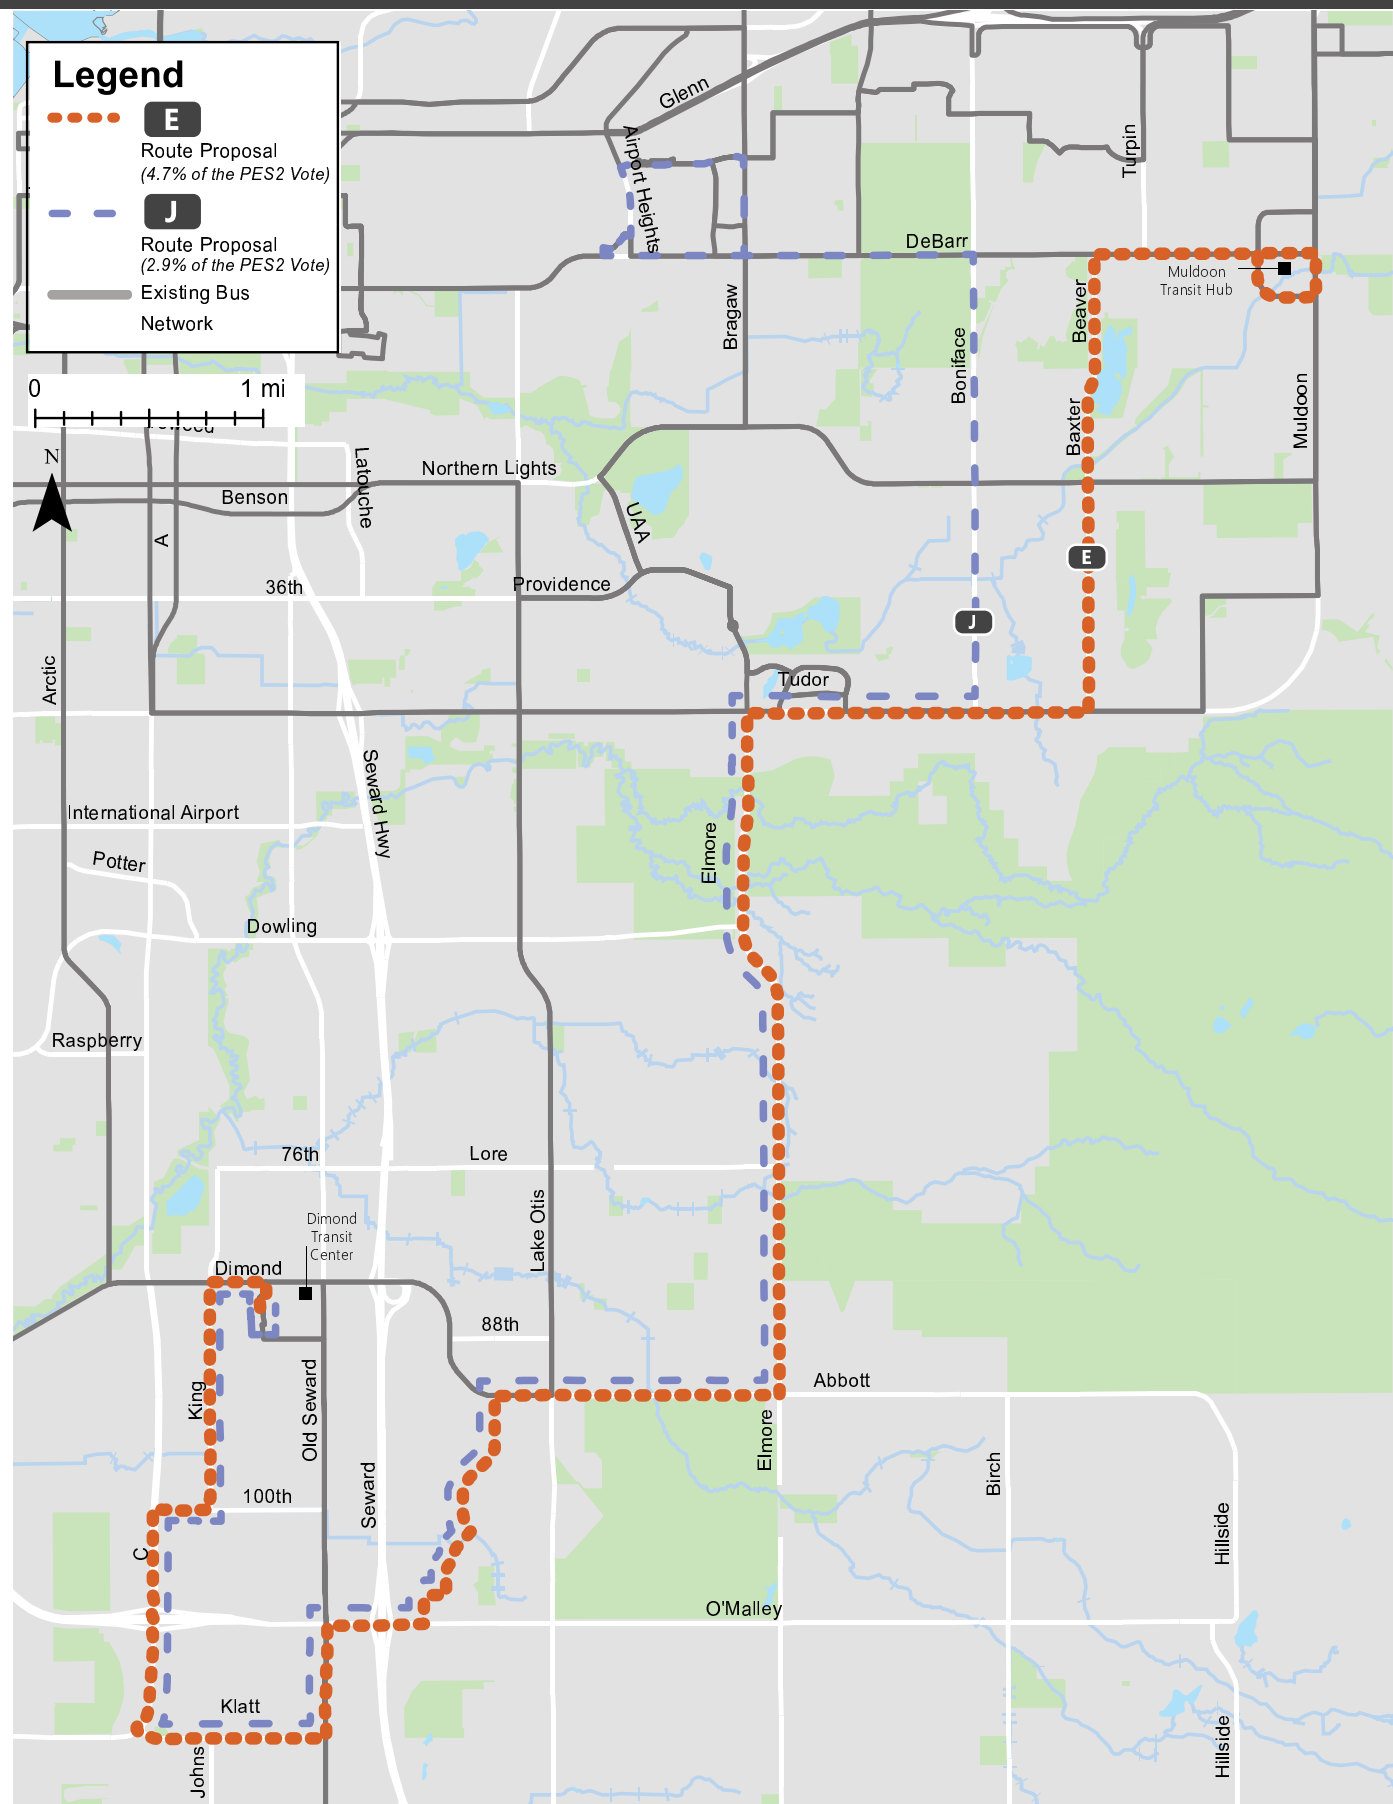 Legend
E
Route Proposal
(4.7% of the PES2 Vote)
J
Route Proposal
(2.9% of the PES2 Vote)
Existing Bus
Network
0 1 mi
N
Glenn
Airport Heights
Turpin
DeBarr
Muldoon
Transit Hub
Bragaw
Boniface
Beaver
Baxter
Muldoon
Latouche
Northern Lights
Benson
A
UAA
E
36th
Providence
J
Arctic
Tudor
Seward Hwy
International Airport
Potter
Elmore
Dowling
Raspberry
76th
Lore
Lake Otis
Dimond
Transit
Center
Dimond
88th
King
Old Seward
Abbott
Elmore
Birch
Seward
100th
C
Hillside
O'Malley
Klatt
Johns
Hillside